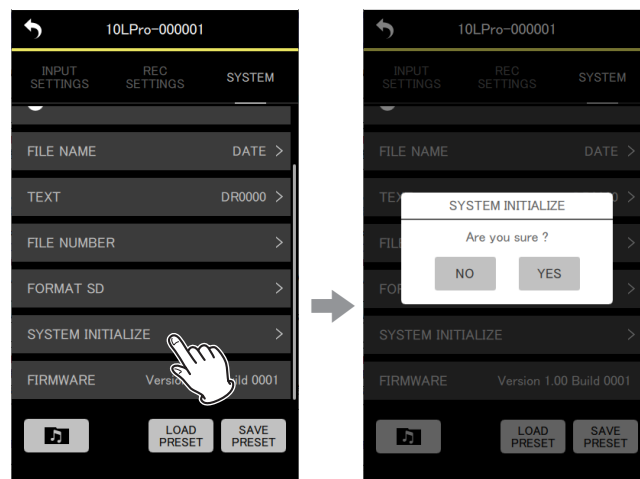 10LPro-000001
INPUT
SETTINGS
REC
SETTINGS
SYSTEM
FILE NAME DATE >
TEXT DR0000 >
FILE NUMBER >
FORMAT SD >
SYSTEM INITIALIZE >
FIRMWARE Version ild 0001
LOAD
PRESET
SAVE
PRESET
10LPro-000001
INPUT
SETTINGS
REC
SETTINGS
SYSTEM
FILE NAME DATE >
SYSTEM INITIALIZE
Are you sure ?
NO YES
SYSTEM INITIALIZE >
FIRMWARE Version 1.00 Build 0001
LOAD
PRESET
SAVE
PRESET